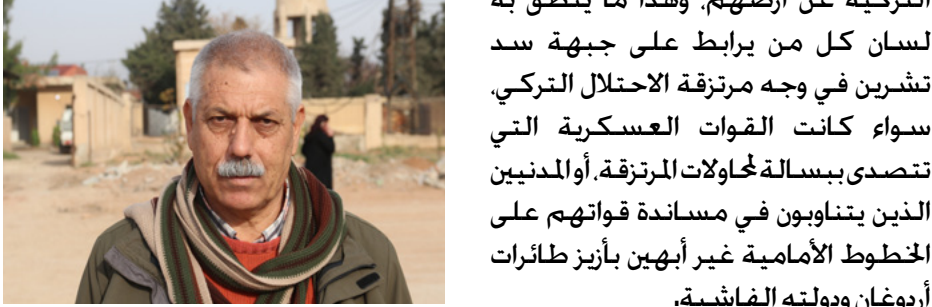 التركية عن أرضهم، وهذا ما ينطق به
لسان كل من يرابط على جبهة سد
تشرين في وجه مرتزقة الاحتلال التركي،
سواء كانت القوات العسكرية التي
تتصدى ببسالة لمحاولات المرتزقة، أو المدنيين
الذين يتناوبون في مساندة قواتهم على
الخطوط الأمامية غير أبهين بأزيز طائرات
أردوغان ودولته الفاشية.